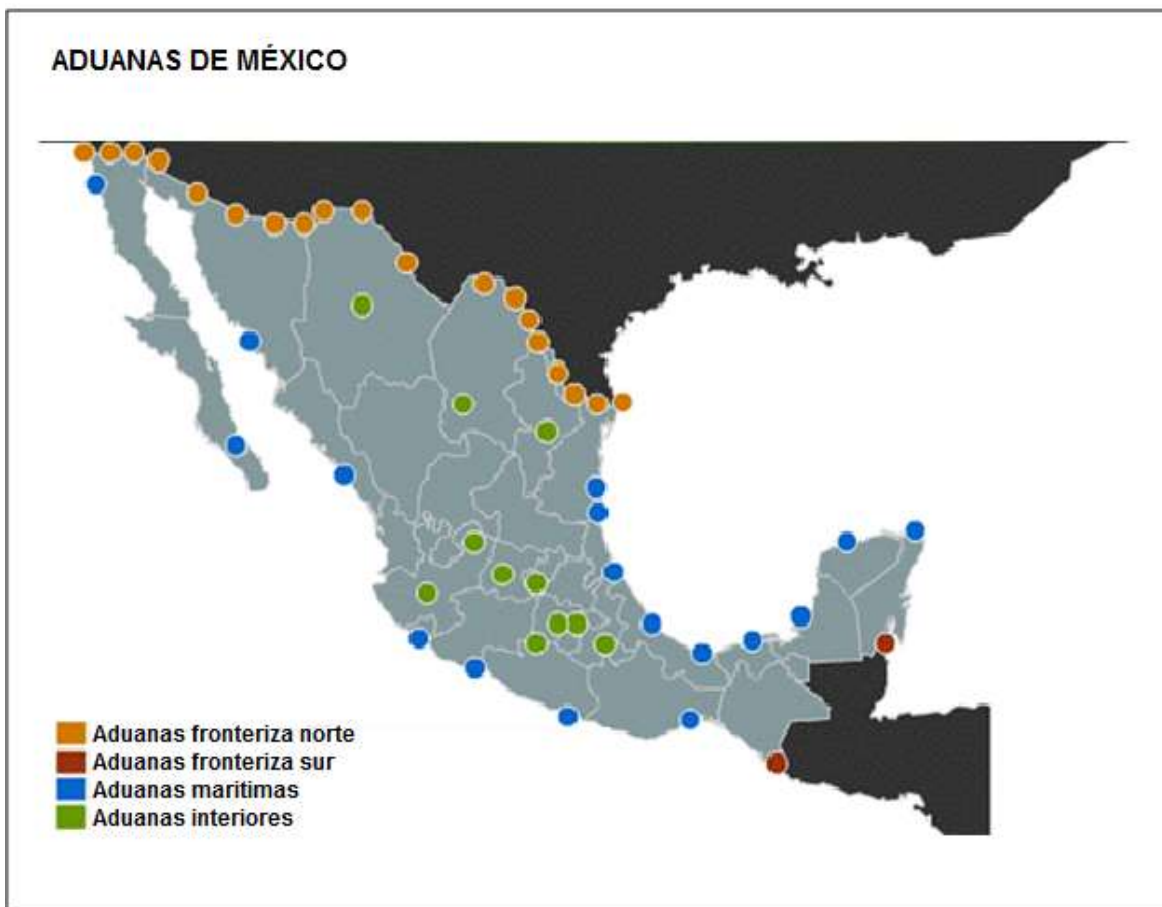 ADUANAS DE MÉXICO
Aduanas fronteriza norte
Aduanas fronteriza sur
Aduanas maritimas
Aduanas interiores